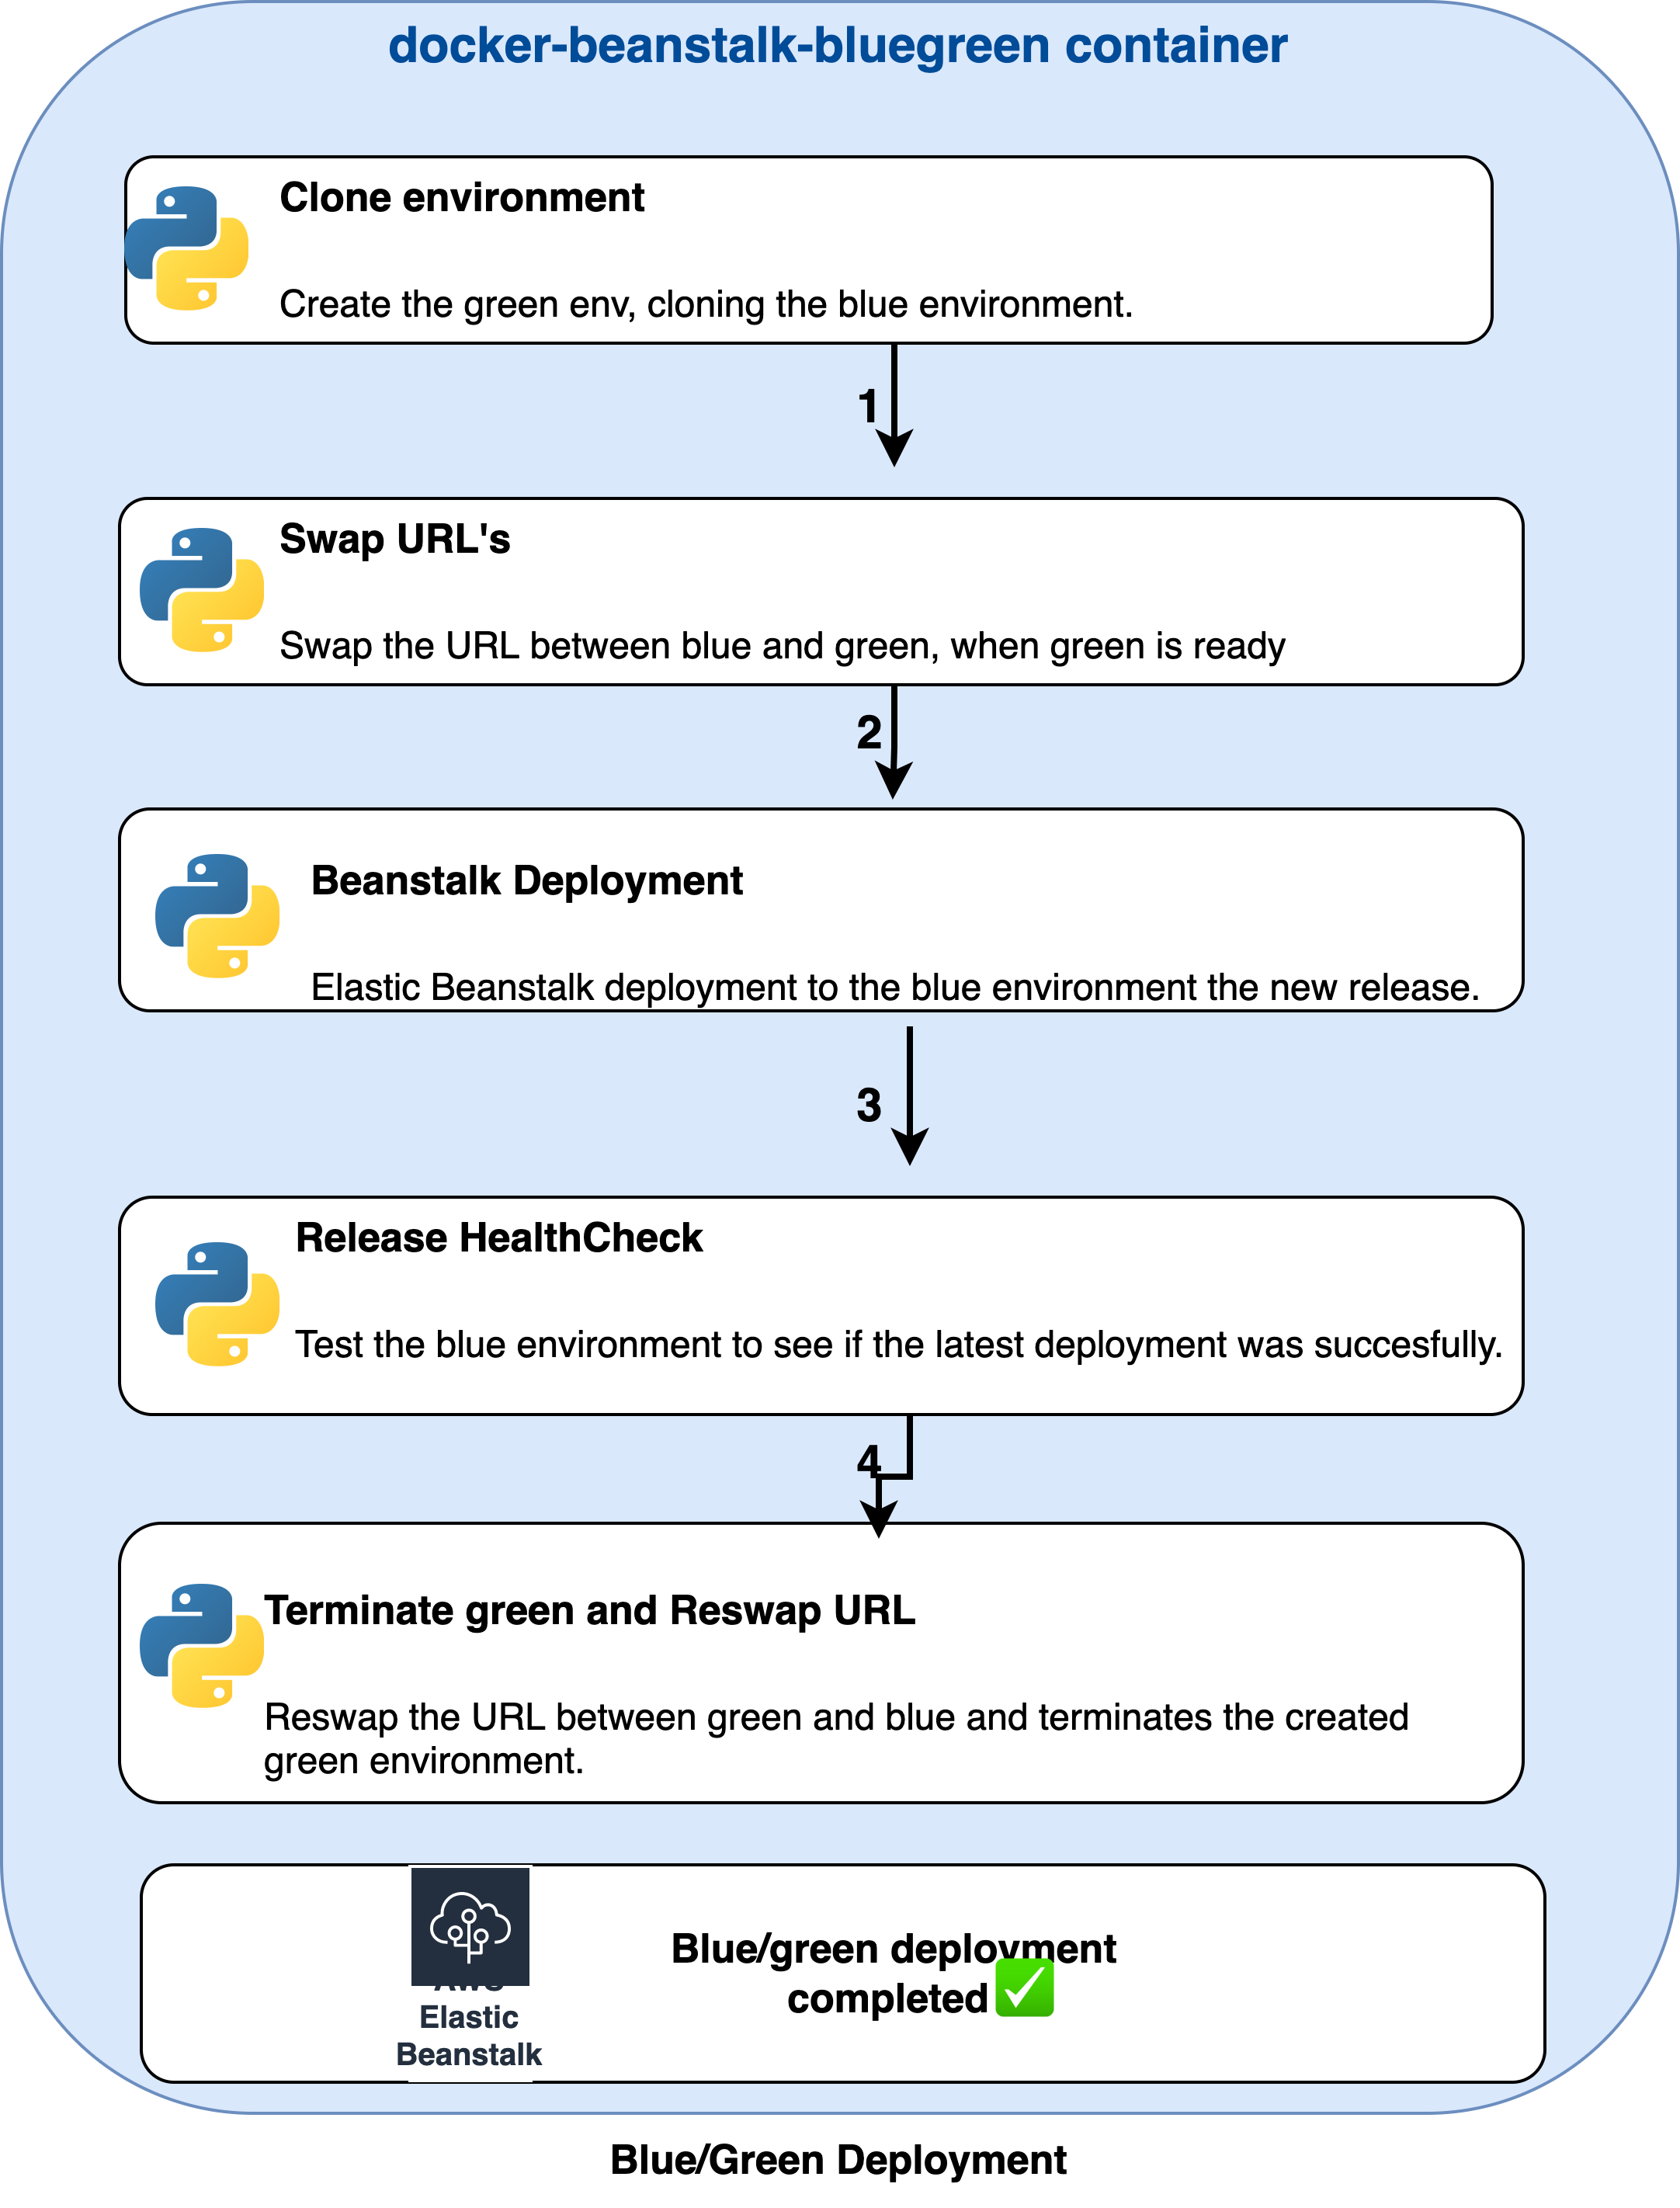 docker-beanstalk-bluegreen container
Clone environment
Create the green env, cloning the blue environment.
1
Swap URL's
Swap the URL between blue and green, when green is ready
2
Beanstalk Deployment
Elastic Beanstalk deployment to the blue environment the new release.
3
Release HealthCheck
Test the blue environment to see if the latest deployment was succesfully.
4
Terminate green and Reswap URL
Reswap the URL between green and blue and terminates the created
green environment.
AWS
Elastic
Beanstalk
Blue/green deployment
completed
Blue/Green Deployment